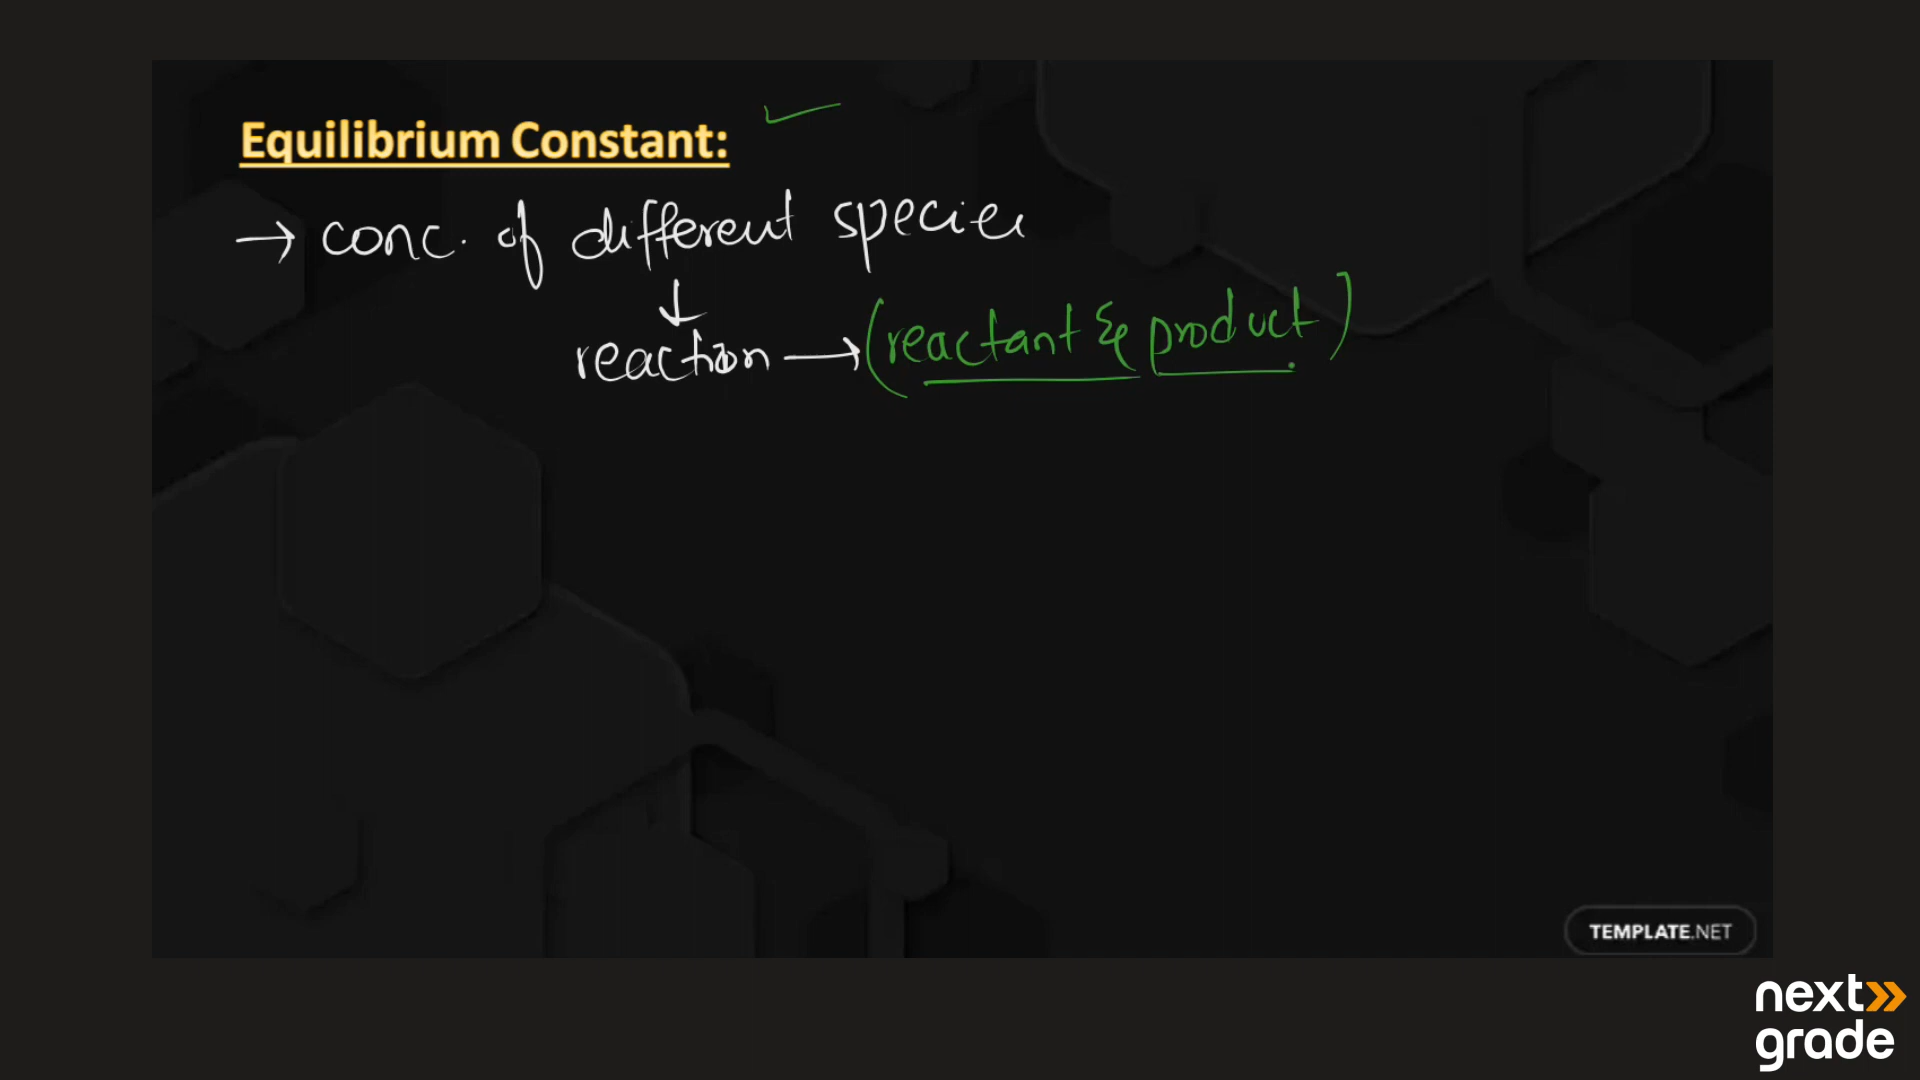 Equilibrium Constant:
→ conc. of different species
↓
reaction → (reactant & product)
TEMPLATE.NET
next
grade